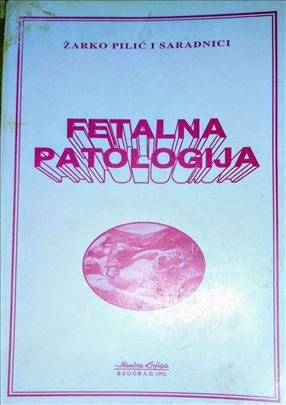 ŽARKO PILIĆ I SARADNICI
FETALNA
PATOLOGIJA
Naučna Knjiga
BEOGRAD, 1992.